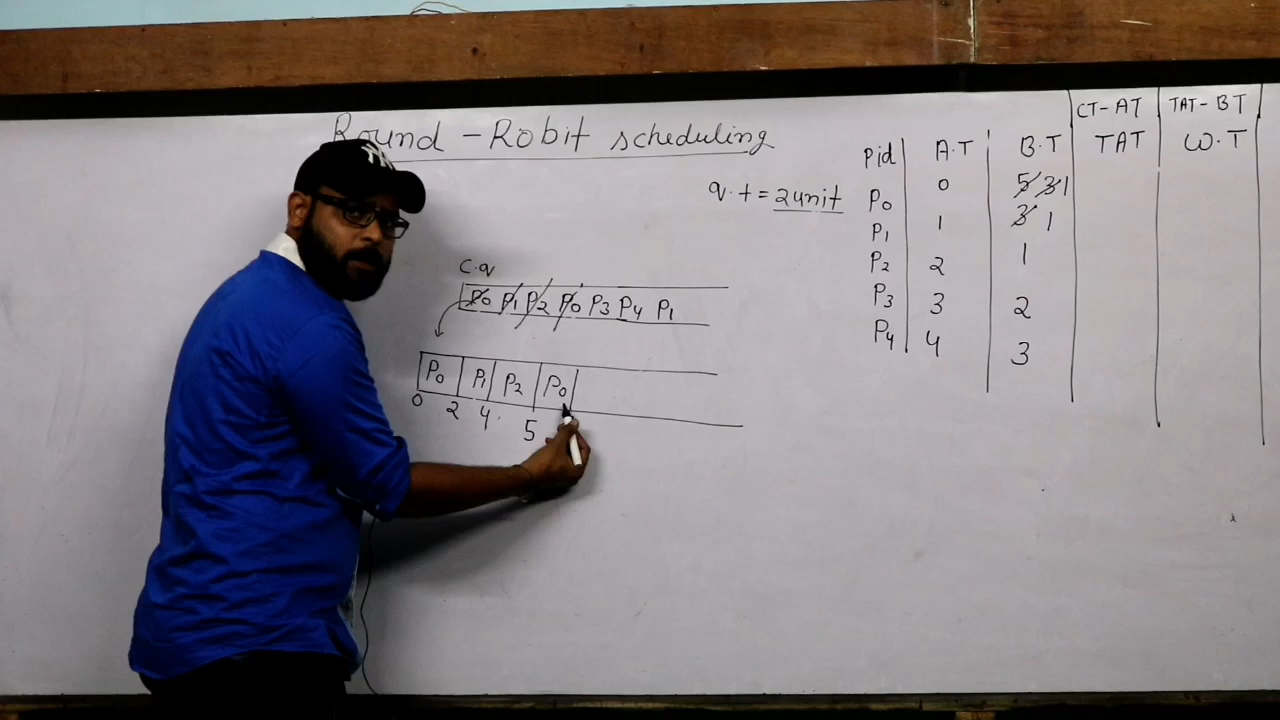 Round - Robit scheduling
q.t = 2 unit
C.q
P0 P1 P2 P0 P3 P4 P1
P0 P1 P2 P0
0 2 4 5
CT-AT TAT-BT
Pid A.T B.T TAT W.T
P0 0 5 3 1
P1 1 3 1
P2 2 1
P3 3 2
P4 4 3